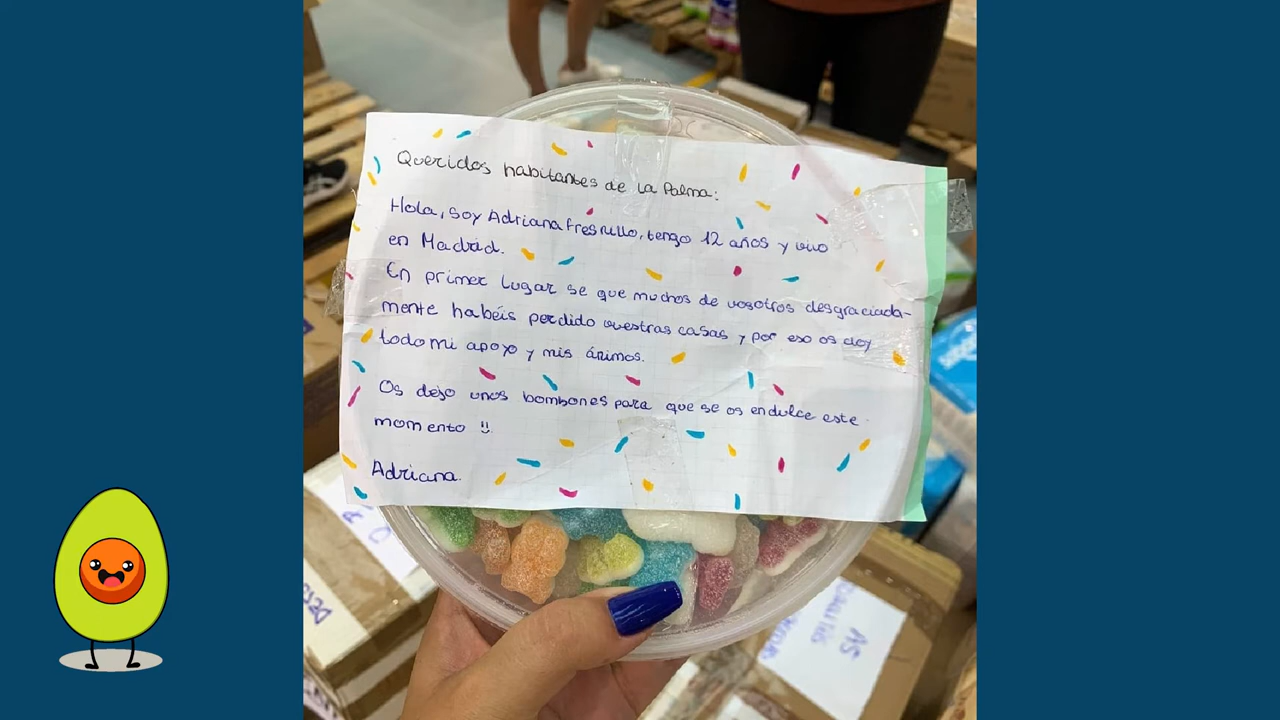 Queridos habitantes de la Palma:
Hola, soy Adriana Fresnillo, tengo 12 años y vivo
en Madrid.
En primer lugar se que muchos de vosotros desgraciada-
mente habéis perdido vuestras casas y por eso os doy
todo mi apoyo y mis ánimos.
Os dejo unos bombones para que se os endulce este
momento !!
Adriana.
AS